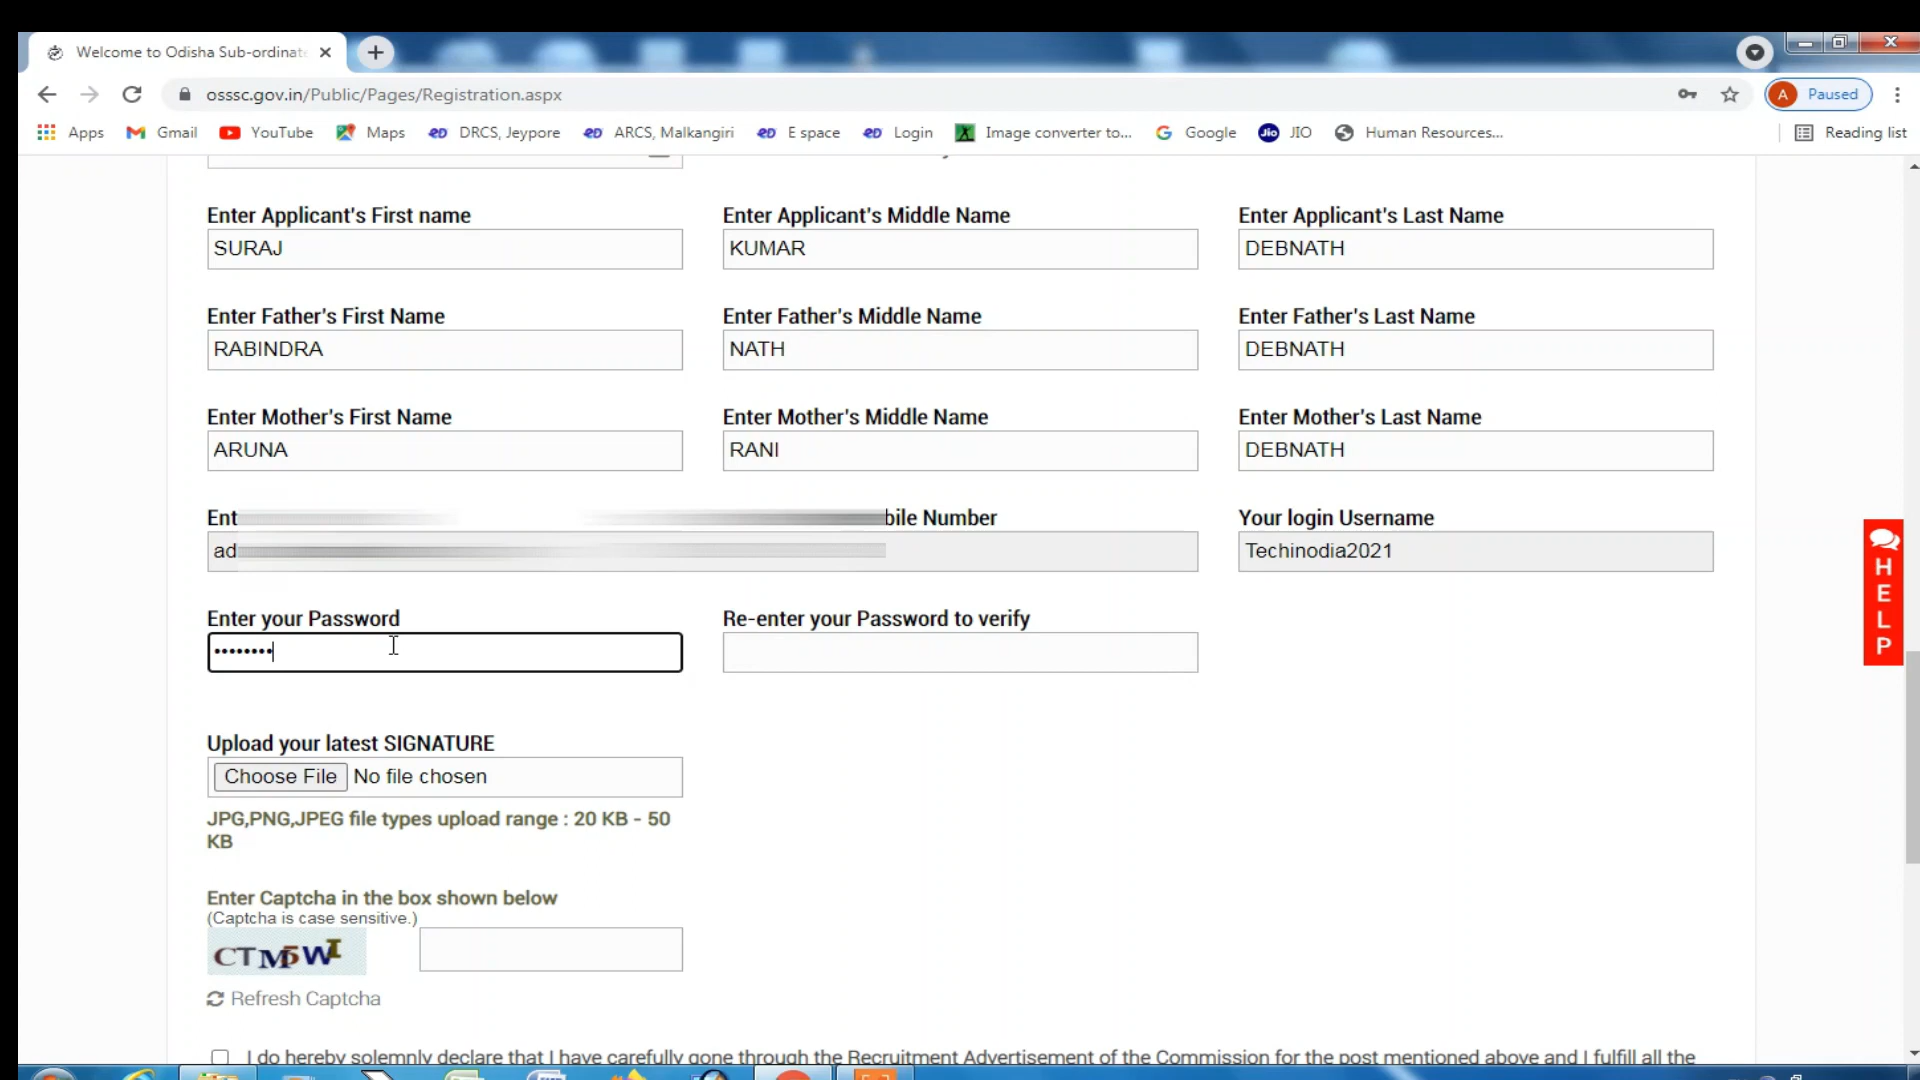 Welcome to Odisha Sub-ordinat
osssc.gov.in/Public/Pages/Registration.aspx
A Paused
Apps Gmail YouTube Maps DRCS, Jeypore ARCS, Malkangiri E space Login Image converter to... Google Jio JIO Human Resources... Reading list
Enter Applicant's First name Enter Applicant's Middle Name Enter Applicant's Last Name
SURAJ KUMAR DEBNATH
Enter Father's First Name Enter Father's Middle Name Enter Father's Last Name
RABINDRA NATH DEBNATH
Enter Mother's First Name Enter Mother's Middle Name Enter Mother's Last Name
ARUNA RANI DEBNATH
Ent bile Number Your login Username
ad Techinodia2021
Enter your Password Re-enter your Password to verify
••••••••
Upload your latest SIGNATURE
Choose File No file chosen
JPG,PNG,JPEG file types upload range : 20 KB - 50
KB
Enter Captcha in the box shown below
(Captcha is case sensitive.)
CTM5WI
Refresh Captcha
I do hereby solemnly declare that I have carefully gone through the Recruitment Advertisement of the Commission for the post mentioned above and I fulfill all the
HELP